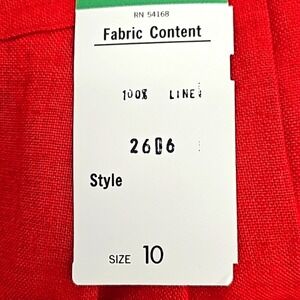 RN 54168
Fabric Content
100% LINEN
2606
Style
SIZE 10